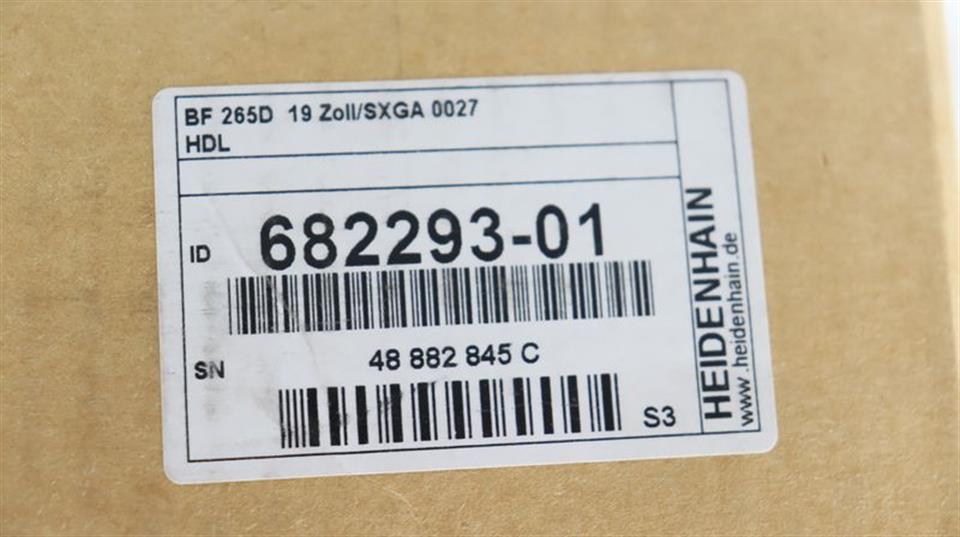 BF 265D 19 Zoll/SXGA 0027
HDL
ID 682293-01
SN 48 882 845 C
S3
HEIDENHAIN
www.heidenhain.de